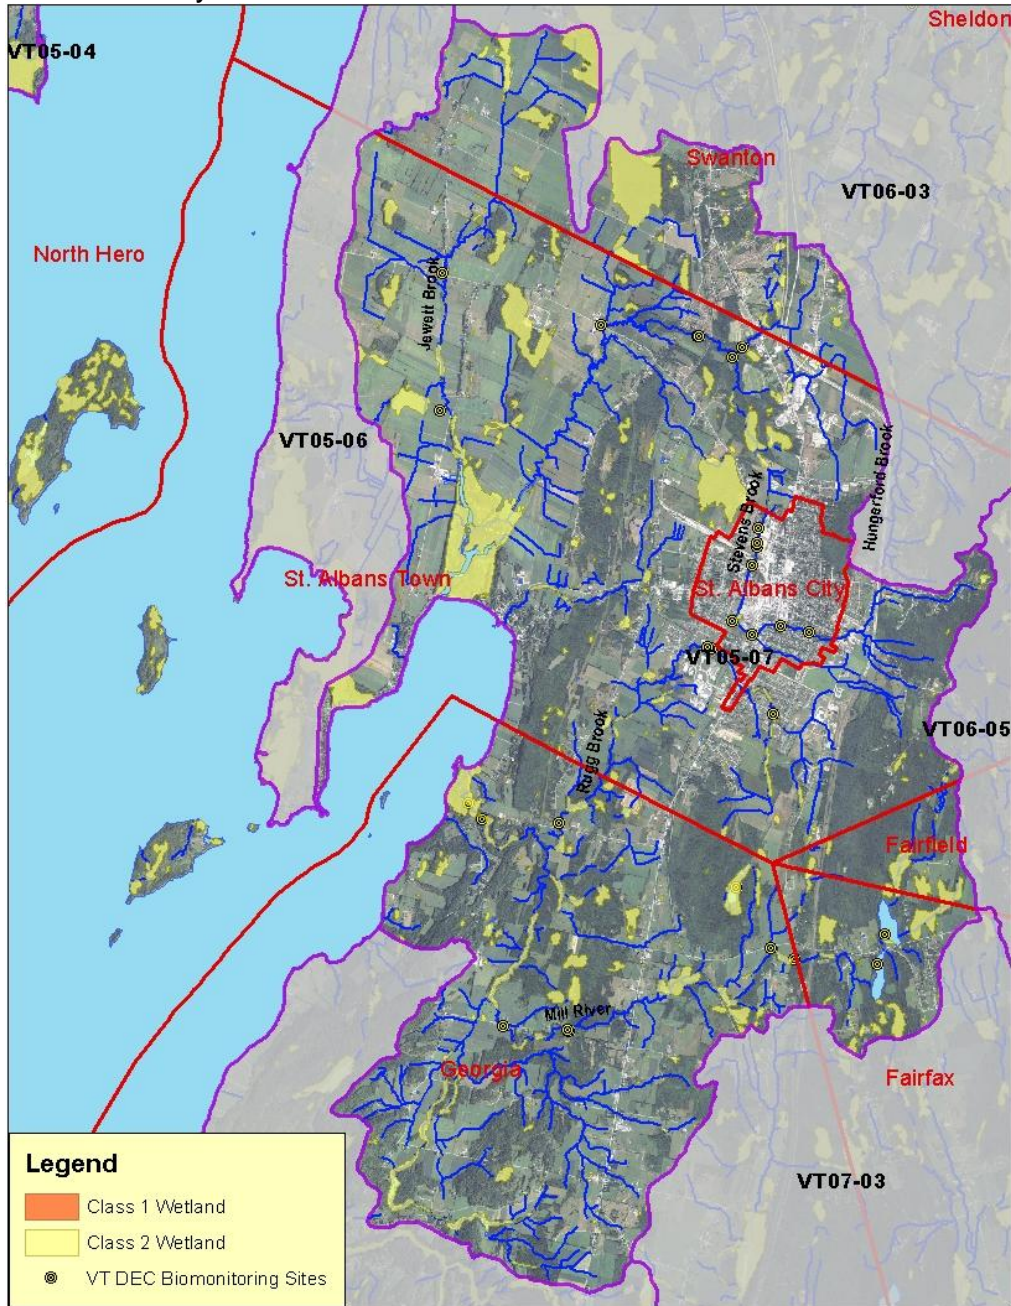 Sheldon
VT05-04
Swanton
VT06-03
North Hero
Jewett Brook
VT05-06
Hungerford Brook
Stevens Brook
St. Albans Town
St. Albans City
VT05-07
VT06-05
Rugg Brook
Fairfield
Mill River
Georgia
Fairfax
VT07-03
Legend
Class 1 Wetland
Class 2 Wetland
VT DEC Biomonitoring Sites